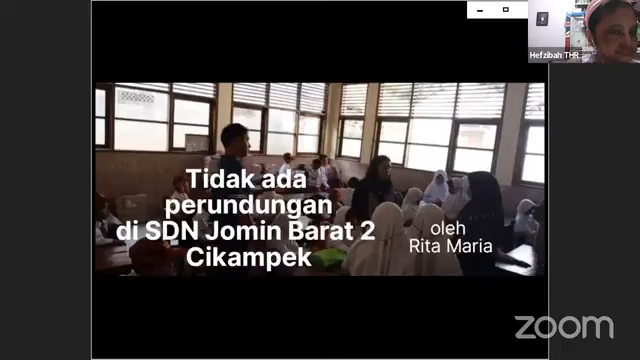 Hefzibah THR...
Tidak ada
perundungan
di SDN Jomin Barat 2
Cikampek
oleh
Rita Maria
zoom